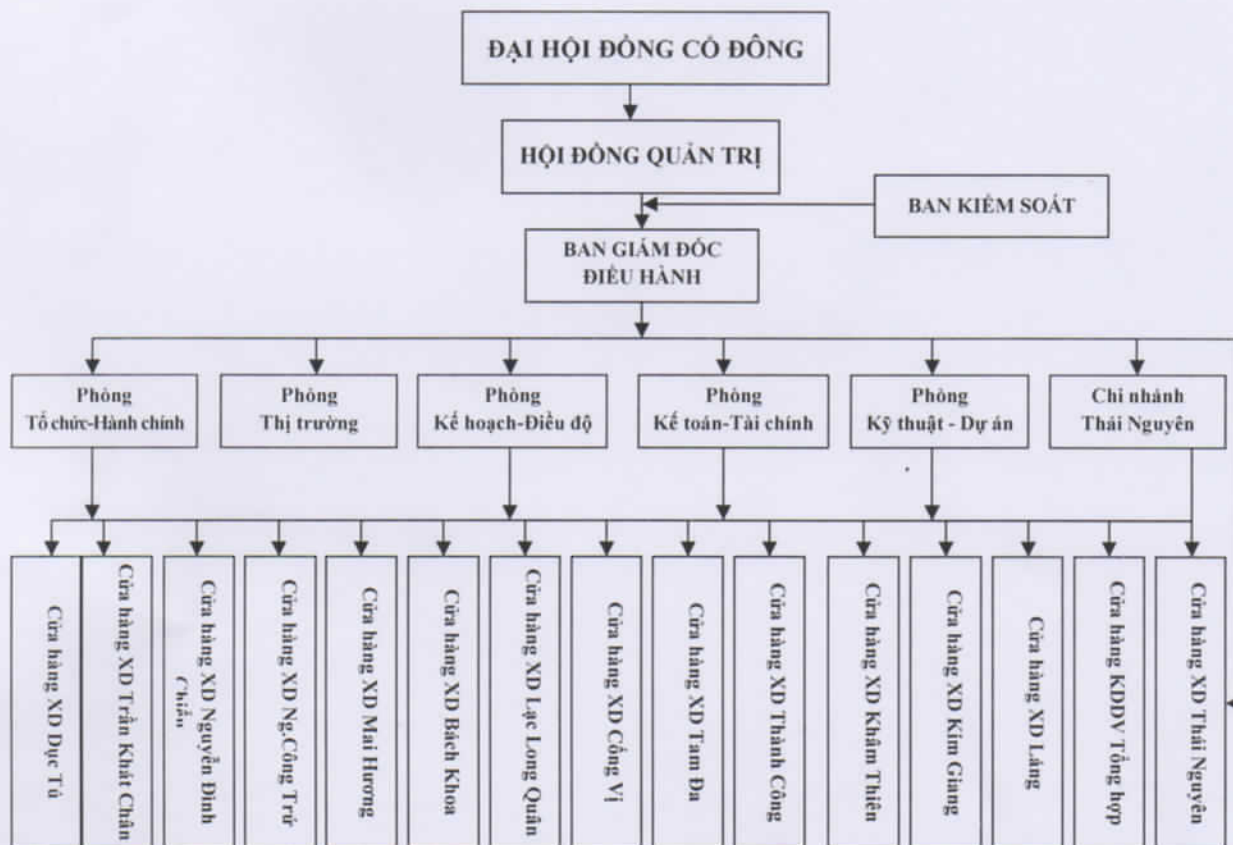 ĐẠI HỘI ĐỒNG CỔ ĐÔNG
HỘI ĐỒNG QUẢN TRỊ
BAN KIỂM SOÁT
BAN GIÁM ĐỐC
ĐIỀU HÀNH
Phòng
Tổ chức-Hành chính
Phòng
Thị trường
Phòng
Kế hoạch-Điều độ
Phòng
Kế toán-Tài chính
Phòng
Kỹ thuật - Dự án
Chi nhánh
Thái Nguyên
Cửa hàng XD Dục Tú
Cửa hàng XD Trần Khát Chân
Cửa hàng XD Nguyễn Đình
Chiểu
Cửa hàng XD Ng.Công Trứ
Cửa hàng XD Mai Hương
Cửa hàng XD Bách Khoa
Cửa hàng XD Lạc Long Quân
Cửa hàng XD Cống Vị
Cửa hàng XD Tam Đa
Cửa hàng XD Thành Công
Cửa hàng XD Khâm Thiên
Cửa hàng XD Kim Giang
Cửa hàng XD Láng
Cửa hàng KDDV Tổng hợp
Cửa hàng XD Thái Nguyên